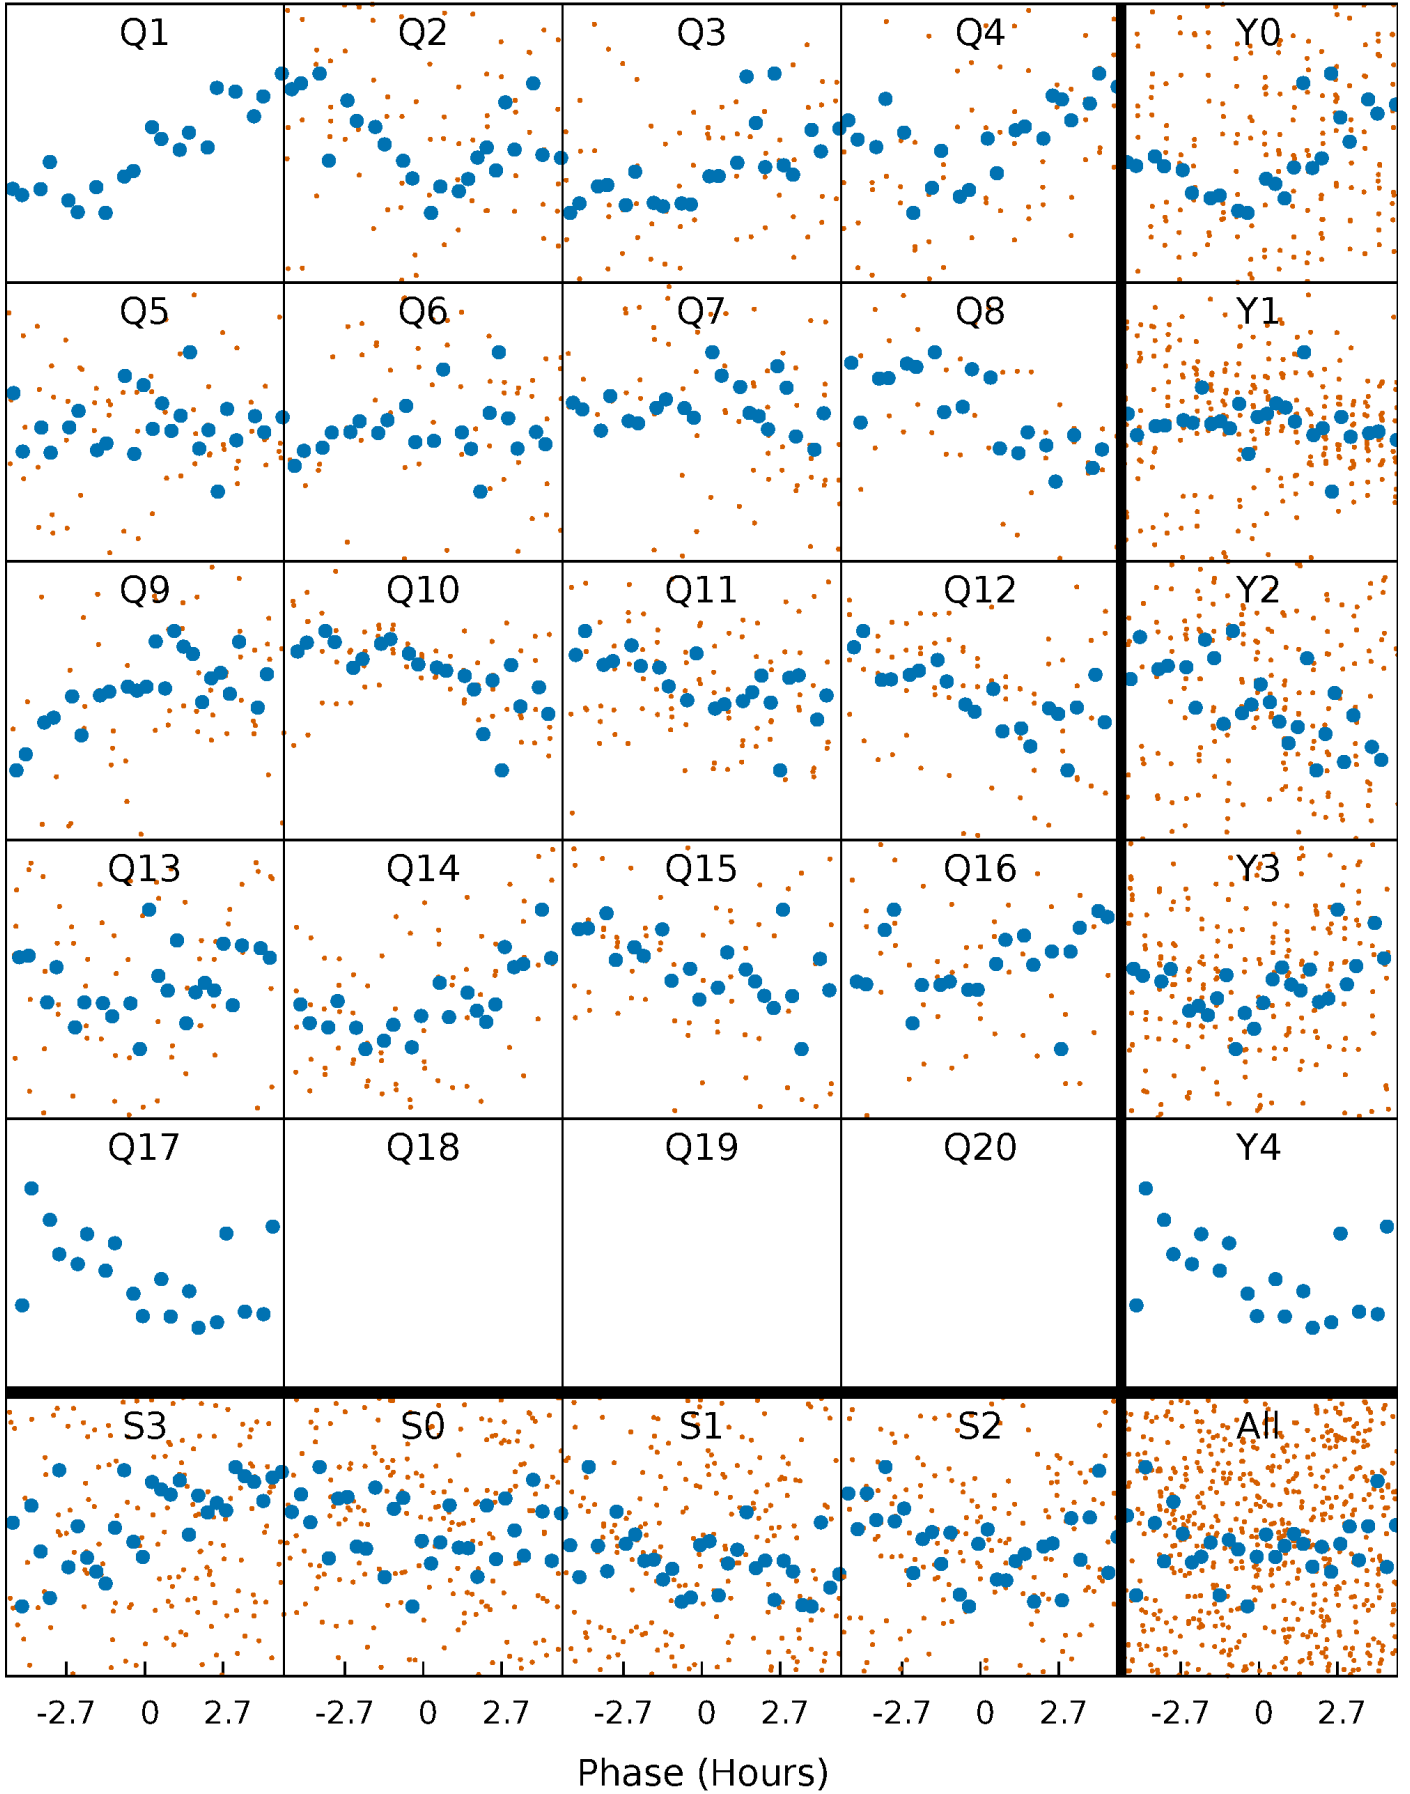 Q1 Q2 Q3 Q4 Y0
Q5 Q6 Q7 Q8 Y1
Q9 Q10 Q11 Q12 Y2
Q13 Q14 Q15 Q16 Y3
Q17 Q18 Q19 Q20 Y4
S3 S0 S1 S2 All
-2.7 0 2.7 -2.7 0 2.7 -2.7 0 2.7 -2.7 0 2.7 -2.7 0 2.7
Phase (Hours)